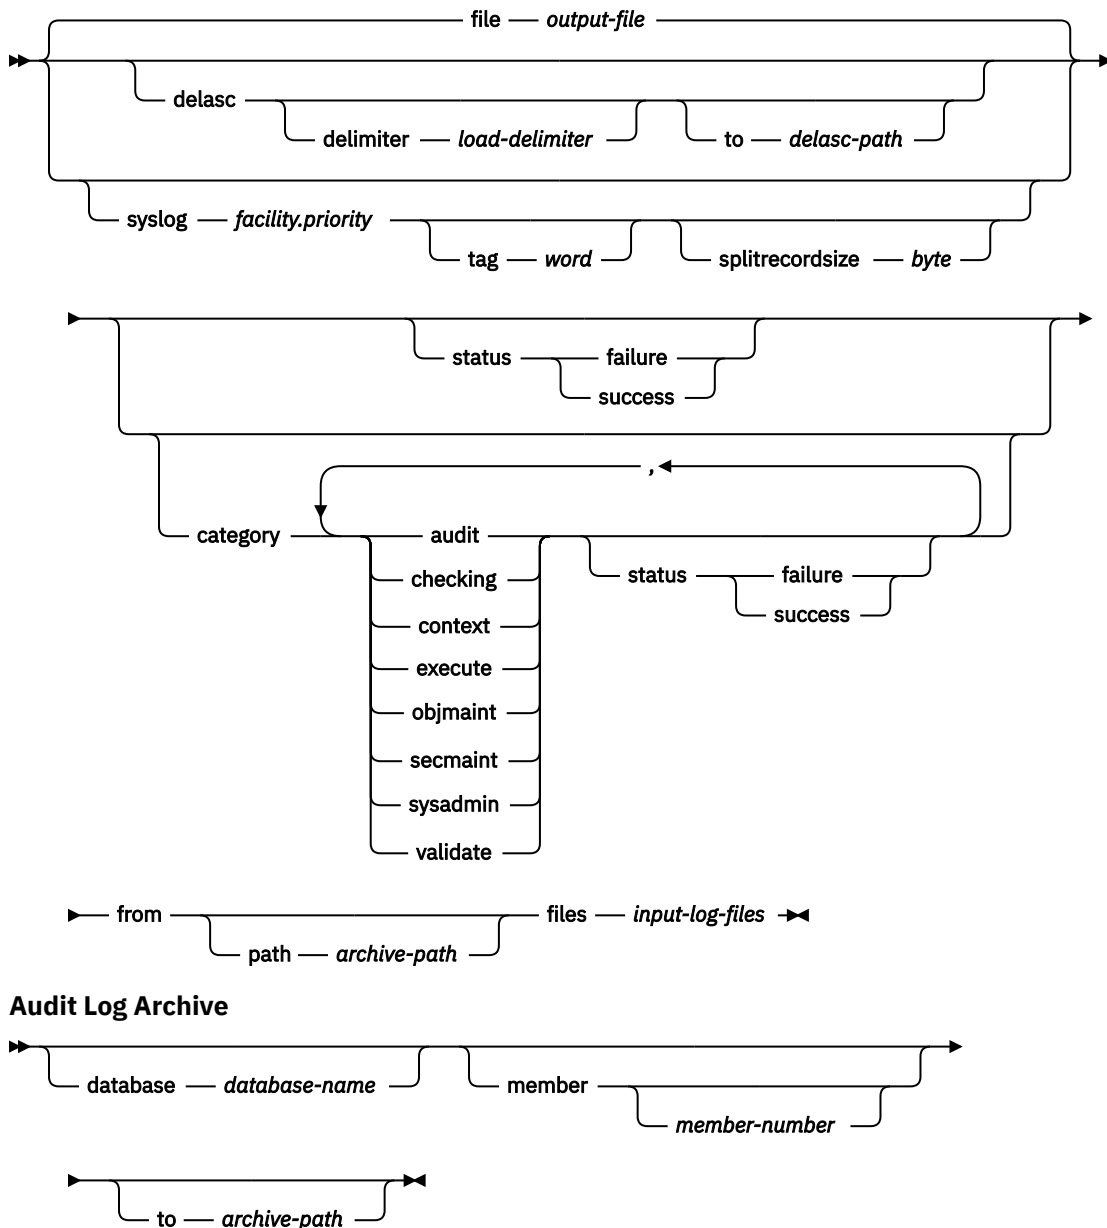 file output-file
delasc
delimiter load-delimiter to delasc-path
syslog facility.priority
tag word splitrecordsize byte
status failure
success
,
category audit
status failure
checking
success
context
execute
objmaint
secmaint
sysadmin
validate
from files input-log-files
path archive-path
Audit Log Archive
database database-name member
member-number
to archive-path